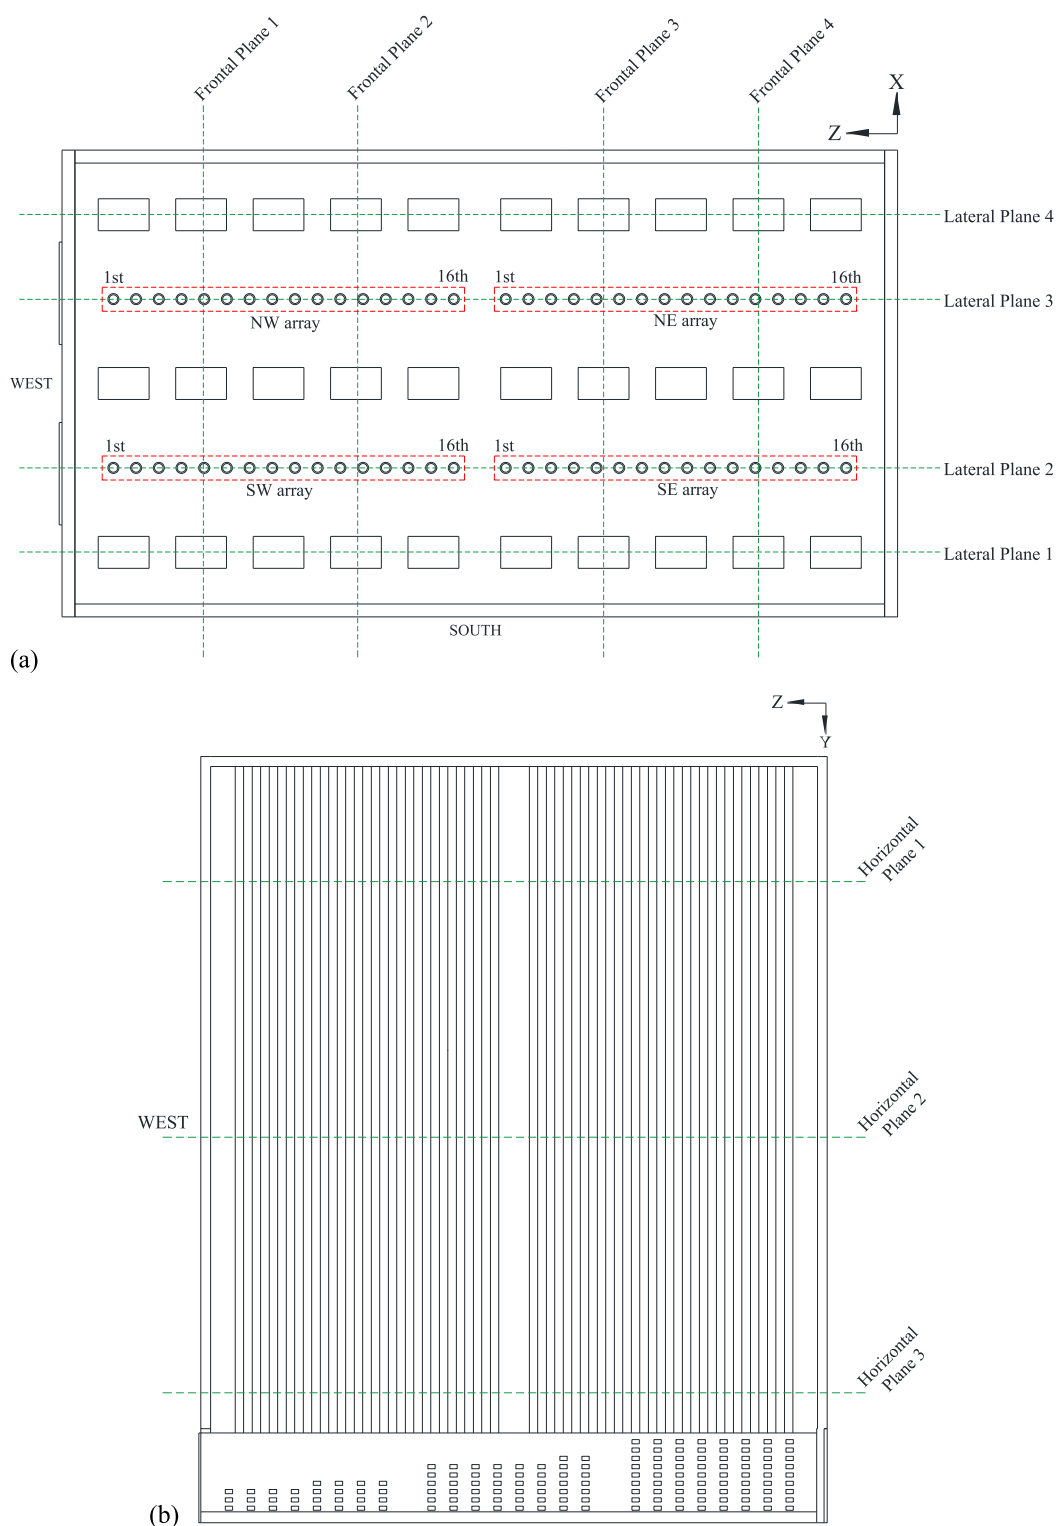 Frontal Plane 1
Frontal Plane 2
Frontal Plane 3
Frontal Plane 4
X
Z
Lateral Plane 4
1st
16th
1st
16th
Lateral Plane 3
NW array
NE array
WEST
1st
16th
1st
16th
Lateral Plane 2
SW array
SE array
Lateral Plane 1
SOUTH
(a)
Z
Y
Horizontal
Plane 1
WEST
Horizontal
Plane 2
Horizontal
Plane 3
(b)